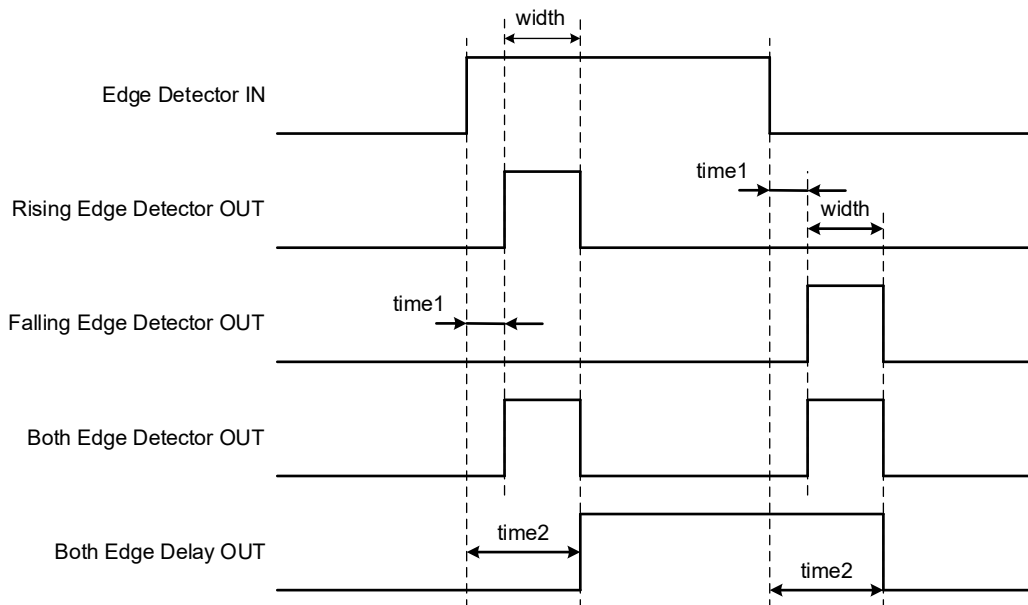 width
Edge Detector IN
time1
Rising Edge Detector OUT
width
time1
Falling Edge Detector OUT
Both Edge Detector OUT
time2
Both Edge Delay OUT
time2